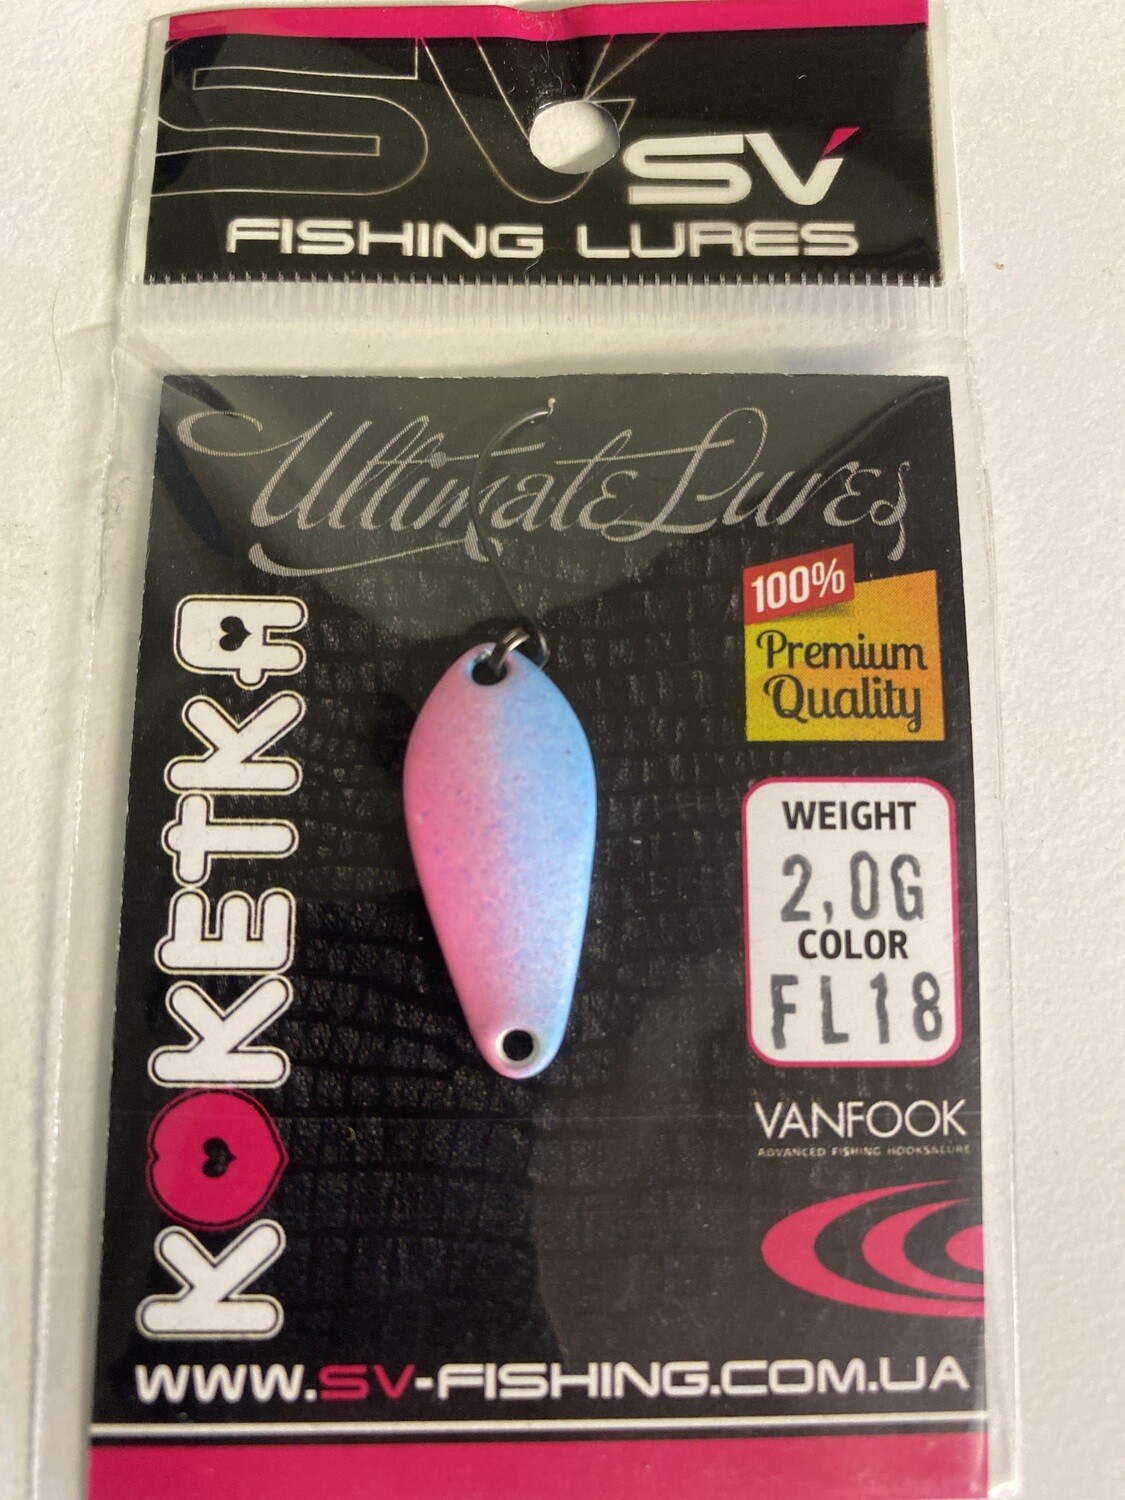 SV
SV
FISHING LURES
Ultimate Lures
100%
Premium
Quality
KOKETKA
WEIGHT
2,0G
COLOR
FL18
VANFOOK
ADVANCED FISHING HOOKS&LURE
WWW.SV-FISHING.COM.UA